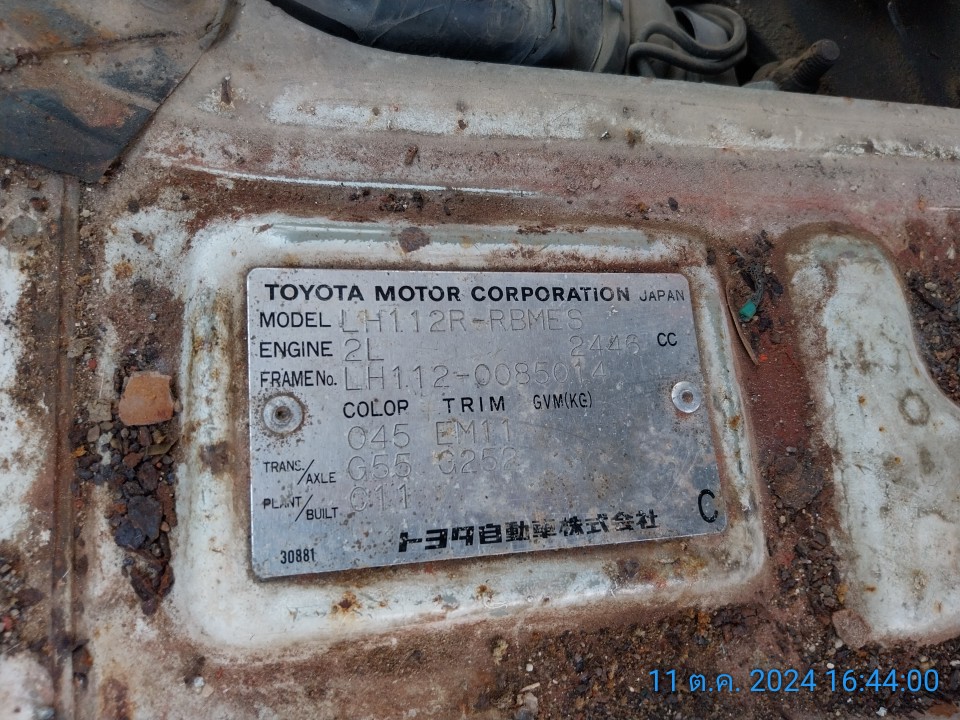 TOYOTA MOTOR CORPORATION JAPAN
MODEL LH112R-RBMES
ENGINE 2L 2446 CC
FRAME No. LH112-0085014
COLOR TRIM GVM(KG)
045 EM11
TRANS./AXLE G55 G252
PLANT/BUILT C11
トヨタ自動車株式会社 C
30881
11 ต.ค. 2024 16:44:00